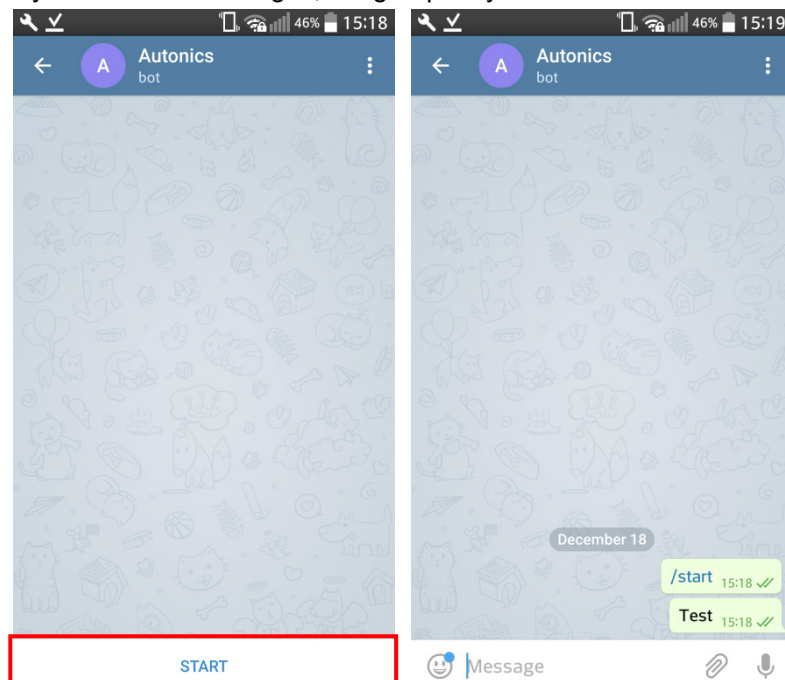 46% 15:18
A Autonics
bot
START
46% 15:19
A Autonics
bot
December 18
/start 15:18
Test 15:18
Message